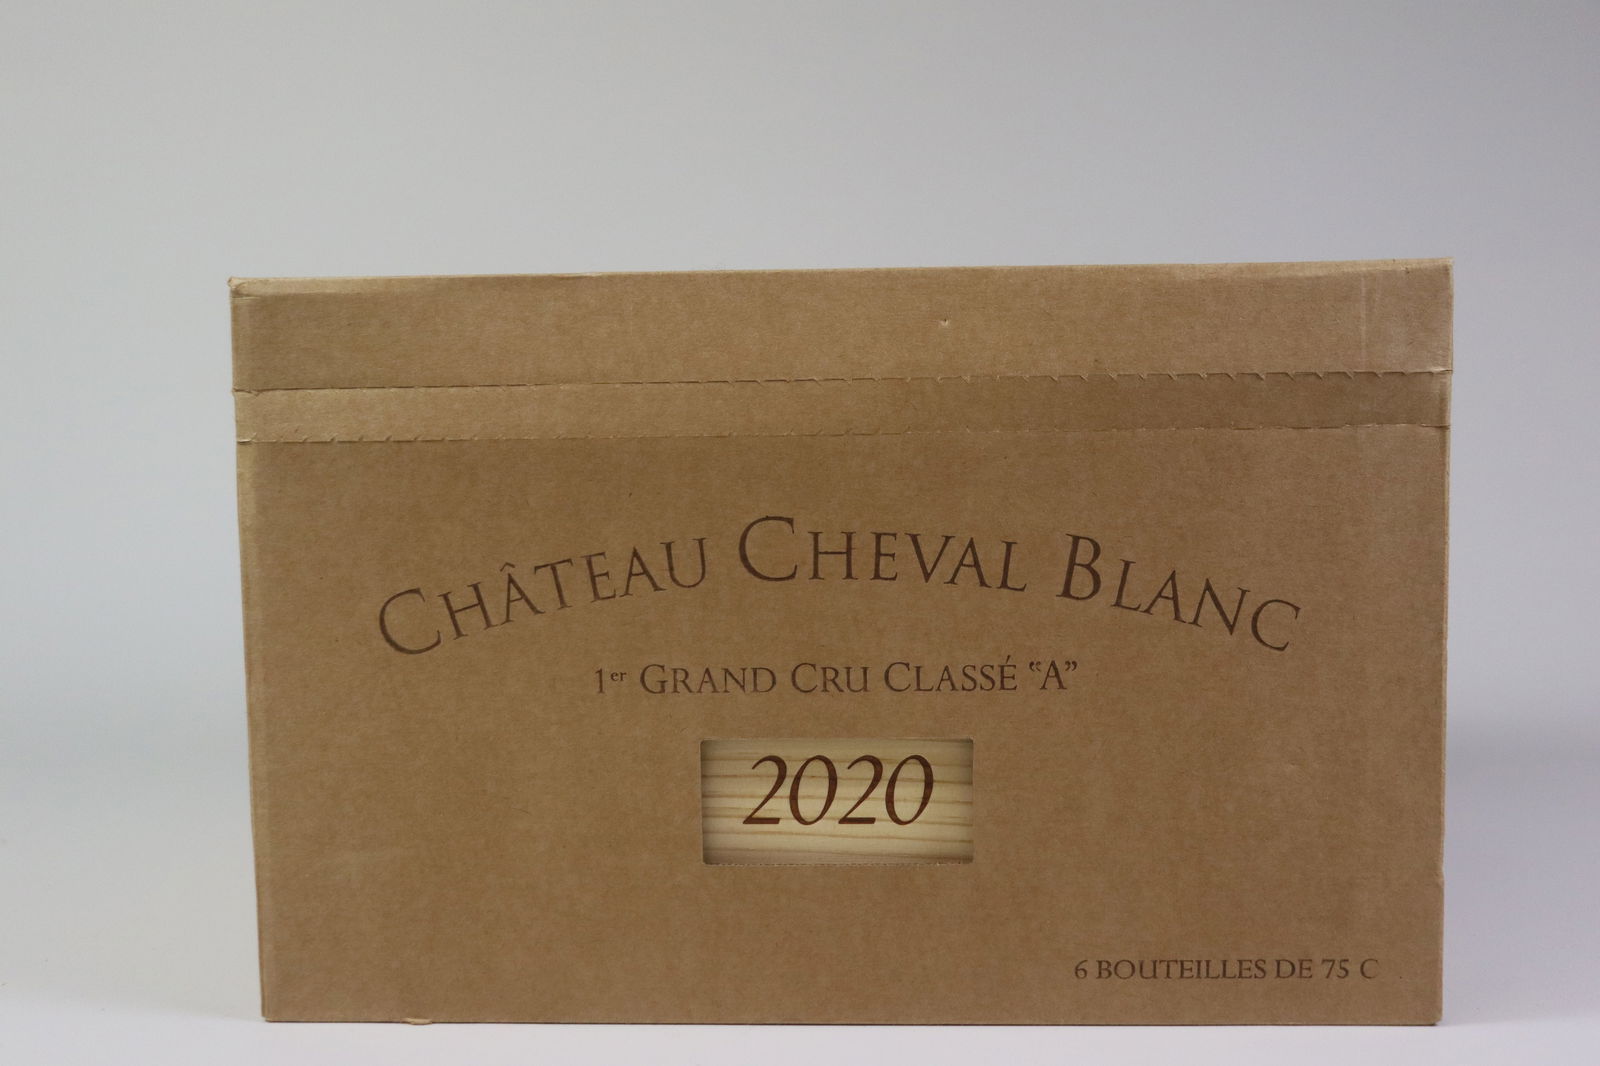 CHÂTEAU CHEVAL BLANC
1er GRAND CRU CLASSÉ “A”
2020
6 BOUTEILLES DE 75 C